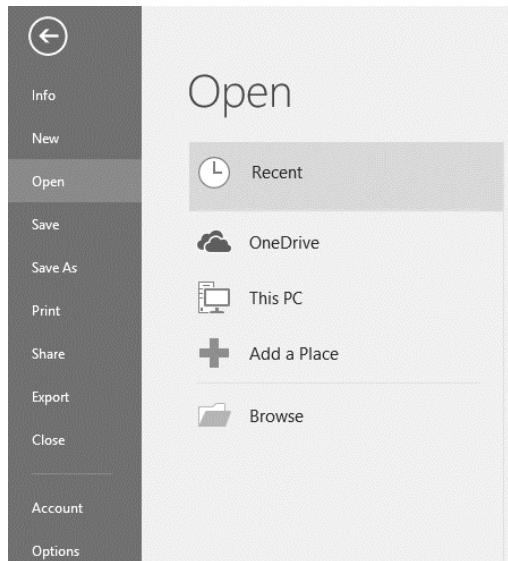 Info
New
Open
Save
Save As
Print
Share
Export
Close
Account
Options
Open
Recent
OneDrive
This PC
Add a Place
Browse